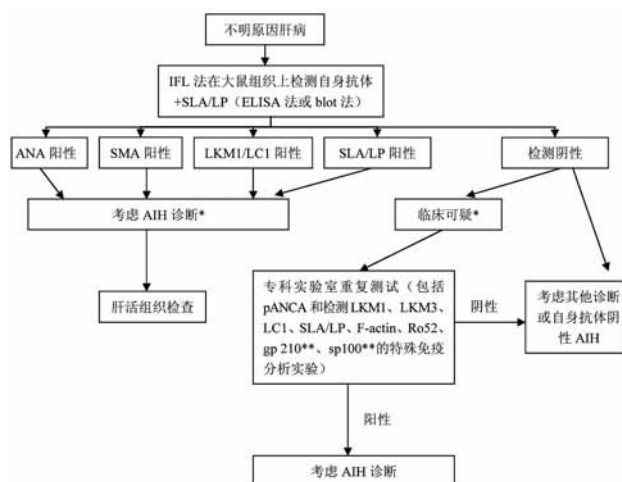 不明原因肝病
IFL 法在大鼠组织上检测自身抗体
+SLA/LP（ELISA 法或 blot 法）
ANA 阳性
SMA 阳性
LKM1/LC1 阳性
SLA/LP 阳性
检测阴性
考虑 AIH 诊断*
临床可疑*
肝活组织检查
专科实验室重复测试（包括
pANCA 和检测 LKM1、LKM3、
LC1、SLA/LP、F-actin、Ro52、
gp 210**、sp100**的特殊免疫
分析实验）
阴性
考虑其他诊断
或自身抗体阴
性 AIH
阳性
考虑 AIH 诊断